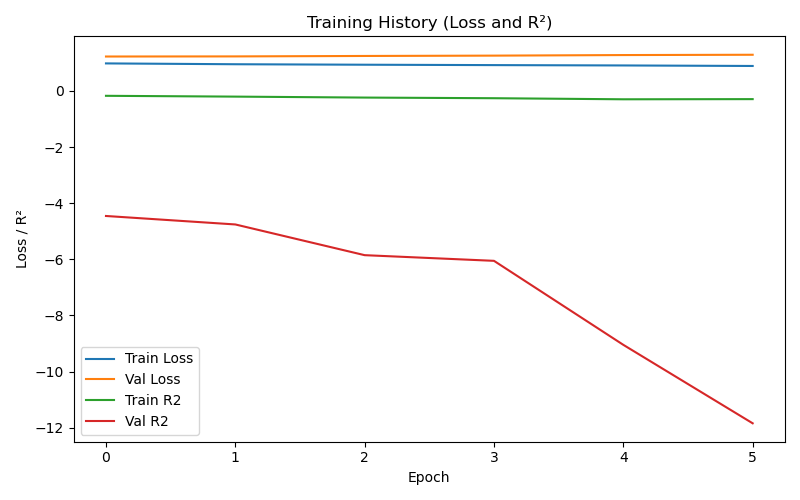 Training History (Loss and R²)
Loss / R²
0
−2
−4
−6
−8
−10
−12
Train Loss
Val Loss
Train R2
Val R2
0 1 2 3 4 5
Epoch